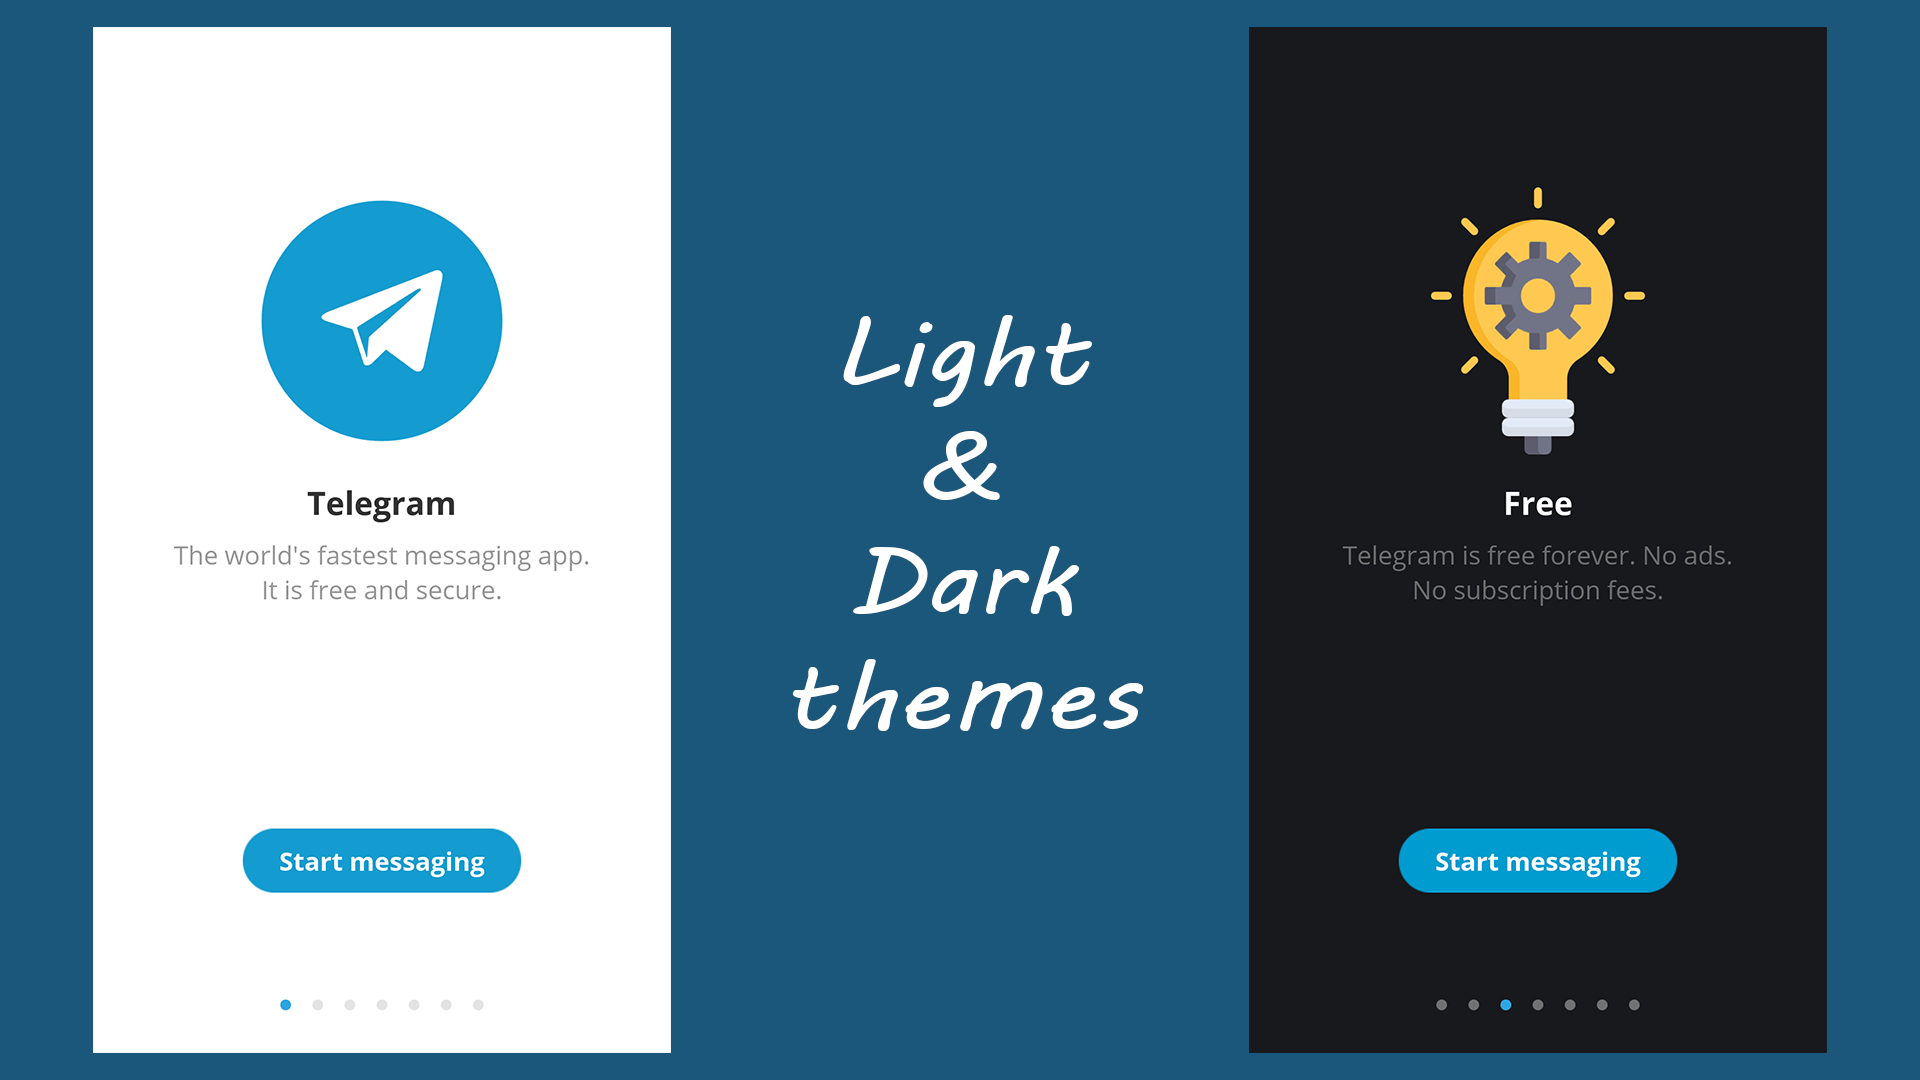 Telegram
The world's fastest messaging app.
It is free and secure.
Start messaging
Light
&
Dark
themes
Free
Telegram is free forever. No ads.
No subscription fees.
Start messaging